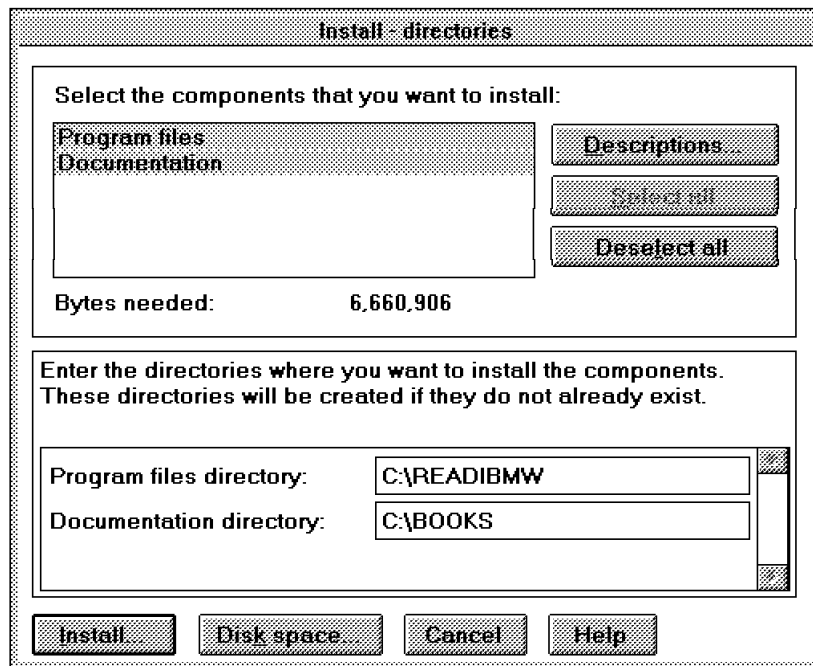 Install - directories
Select the components that you want to install:
Program files
Documentation
Descriptions...
Select all
Deselect all
Bytes needed: 6,660,906
Enter the directories where you want to install the components.
These directories will be created if they do not already exist.
Program files directory: C:\READIBMW
Documentation directory: C:\BOOKS
Install... Disk space... Cancel Help